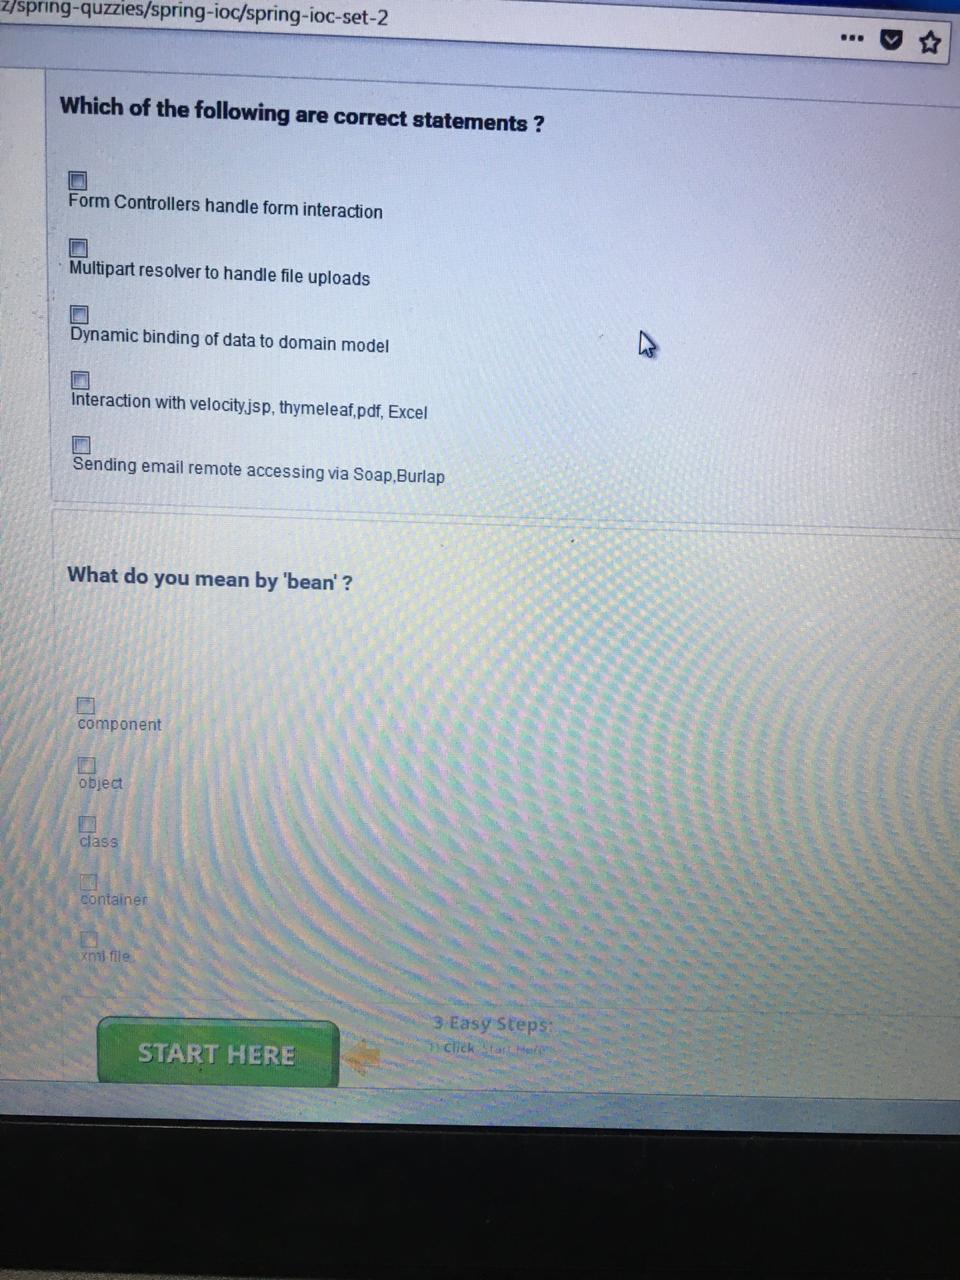 z/spring-quzzies/spring-ioc/spring-ioc-set-2
Which of the following are correct statements ?
Form Controllers handle form interaction
Multipart resolver to handle file uploads
Dynamic binding of data to domain model
Interaction with velocity,jsp, thymeleaf,pdf, Excel
Sending email remote accessing via Soap,Burlap
What do you mean by 'bean' ?
component
object
class
container
xml file
START HERE
3 Easy Steps:
1) Click Start Here